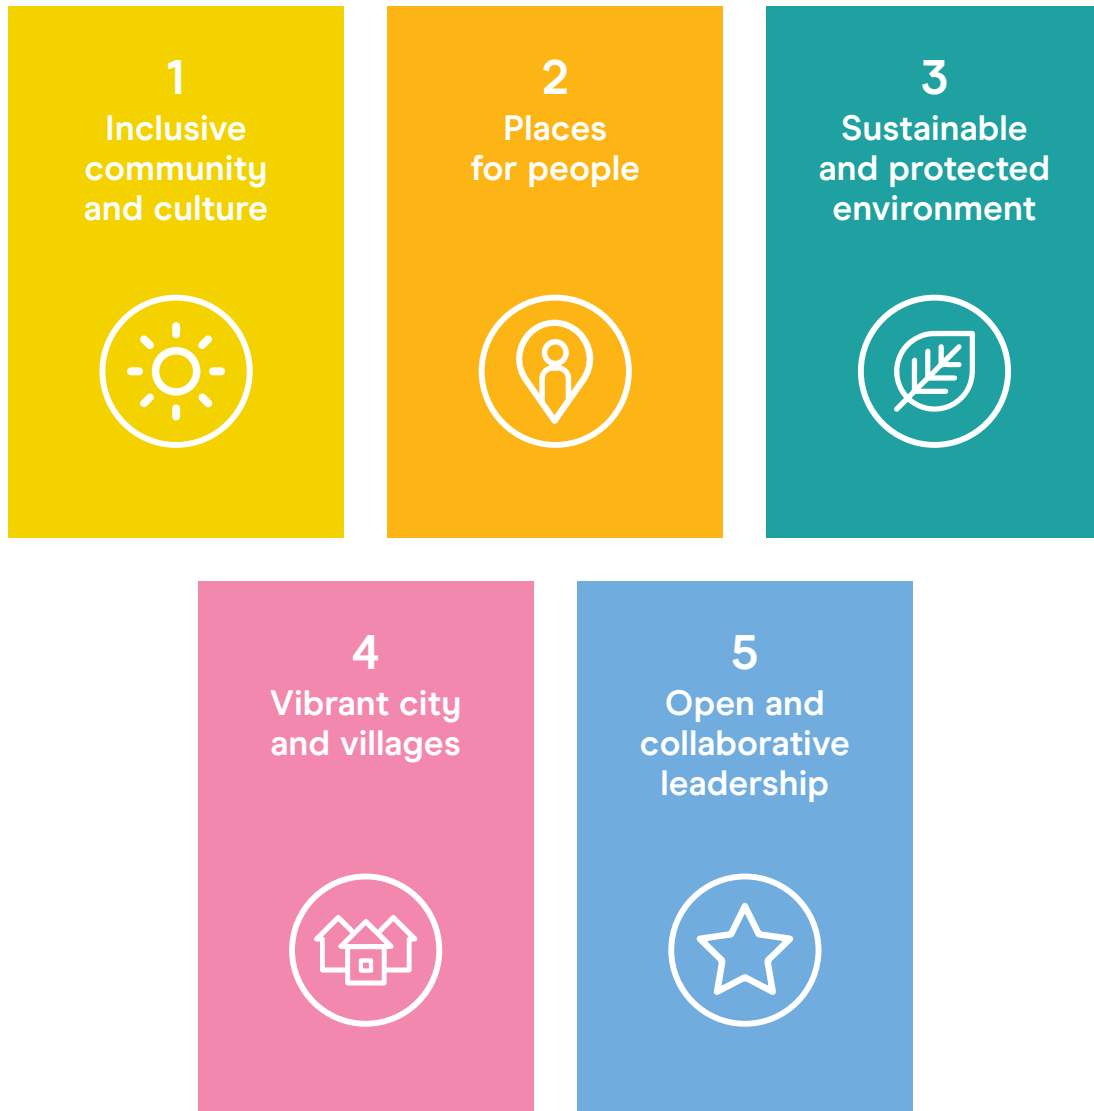 1
Inclusive
community
and culture
2
Places
for people
3
Sustainable
and protected
environment
4
Vibrant city
and villages
5
Open and
collaborative
leadership